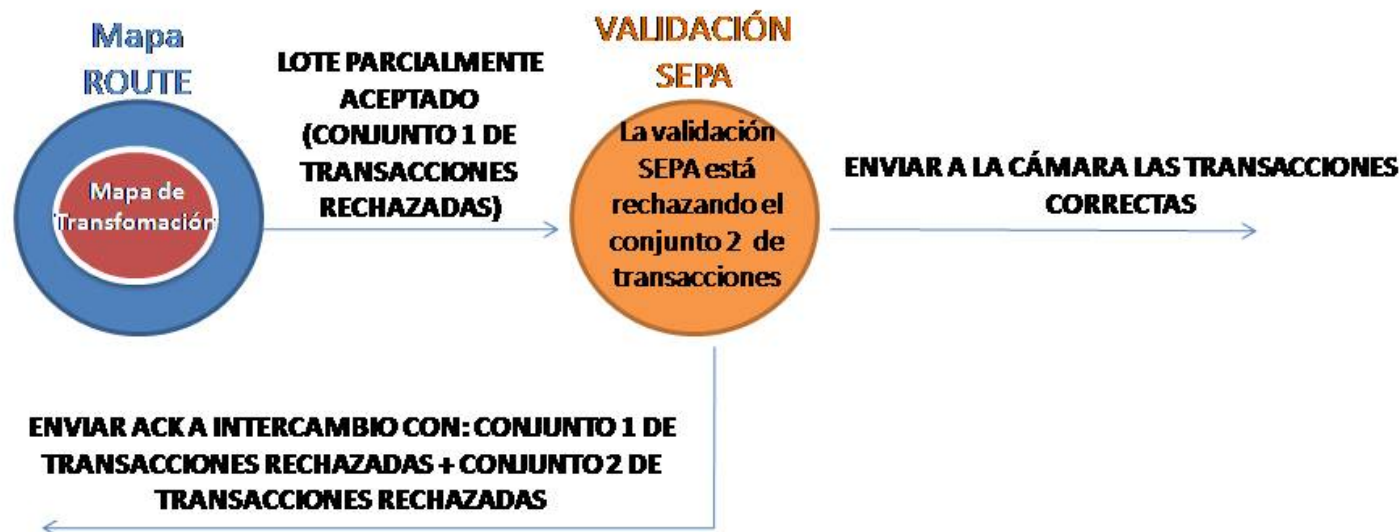 Mapa
ROUTE
Mapa de
Transfomación
LOTE PARCIALMENTE
ACEPTADO
(CONJUNTO 1 DE
TRANSACCIONES
RECHAZADAS)
VALIDACIÓN
SEPA
La validación
SEPA está
rechazando el
conjunto 2 de
transacciones
ENVIAR A LA CÁMARA LAS TRANSACCIONES
CORRECTAS
ENVIAR ACK A INTERCAMBIO CON: CONJUNTO 1 DE
TRANSACCIONES RECHAZADAS + CONJUNTO 2 DE
TRANSACCIONES RECHAZADAS